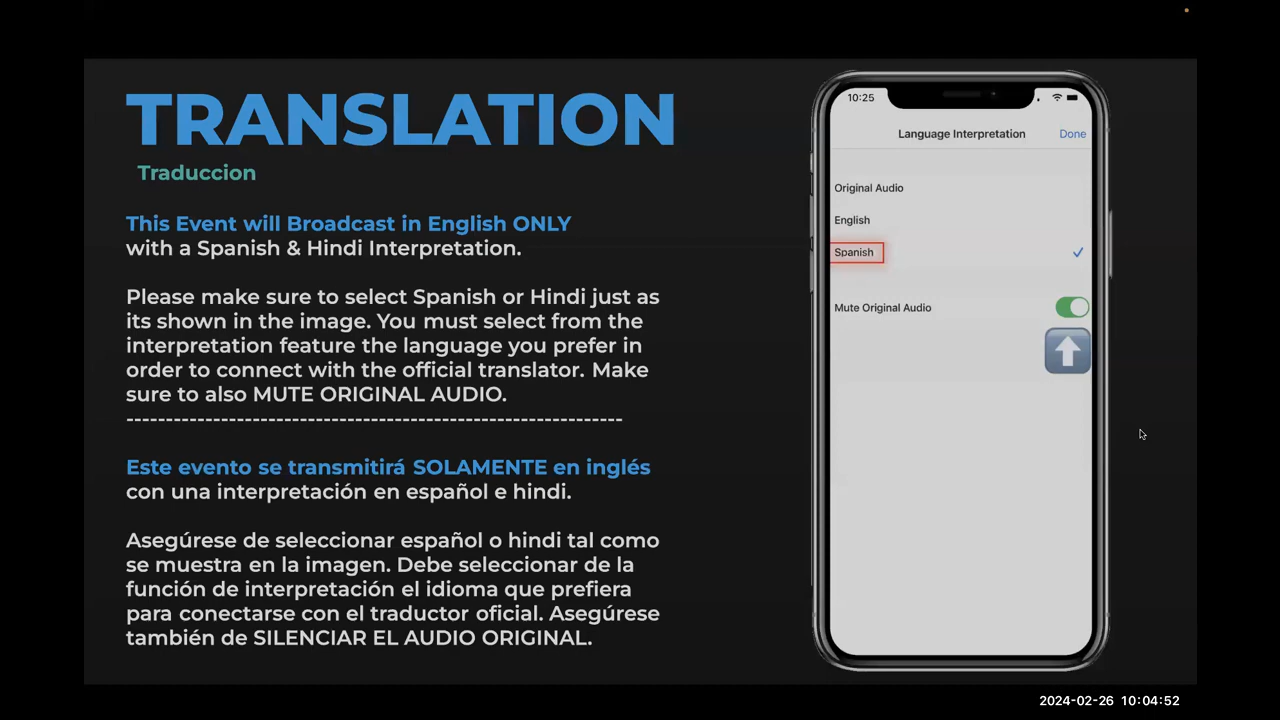 TRANSLATION
Traduccion
This Event will Broadcast in English ONLY
with a Spanish & Hindi Interpretation.
Please make sure to select Spanish or Hindi just as
its shown in the image. You must select from the
interpretation feature the language you prefer in
order to connect with the official translator. Make
sure to also MUTE ORIGINAL AUDIO.
----------------------------------------------------------------
Este evento se transmitirá SOLAMENTE en inglés
con una interpretación en español e hindi.
Asegúrese de seleccionar español o hindi tal como
se muestra en la imagen. Debe seleccionar de la
función de interpretación el idioma que prefiera
para conectarse con el traductor oficial. Asegúrese
también de SILENCIAR EL AUDIO ORIGINAL.
10:25
Language Interpretation Done
Original Audio
English
Spanish
Mute Original Audio
2024-02-26 10:04:52